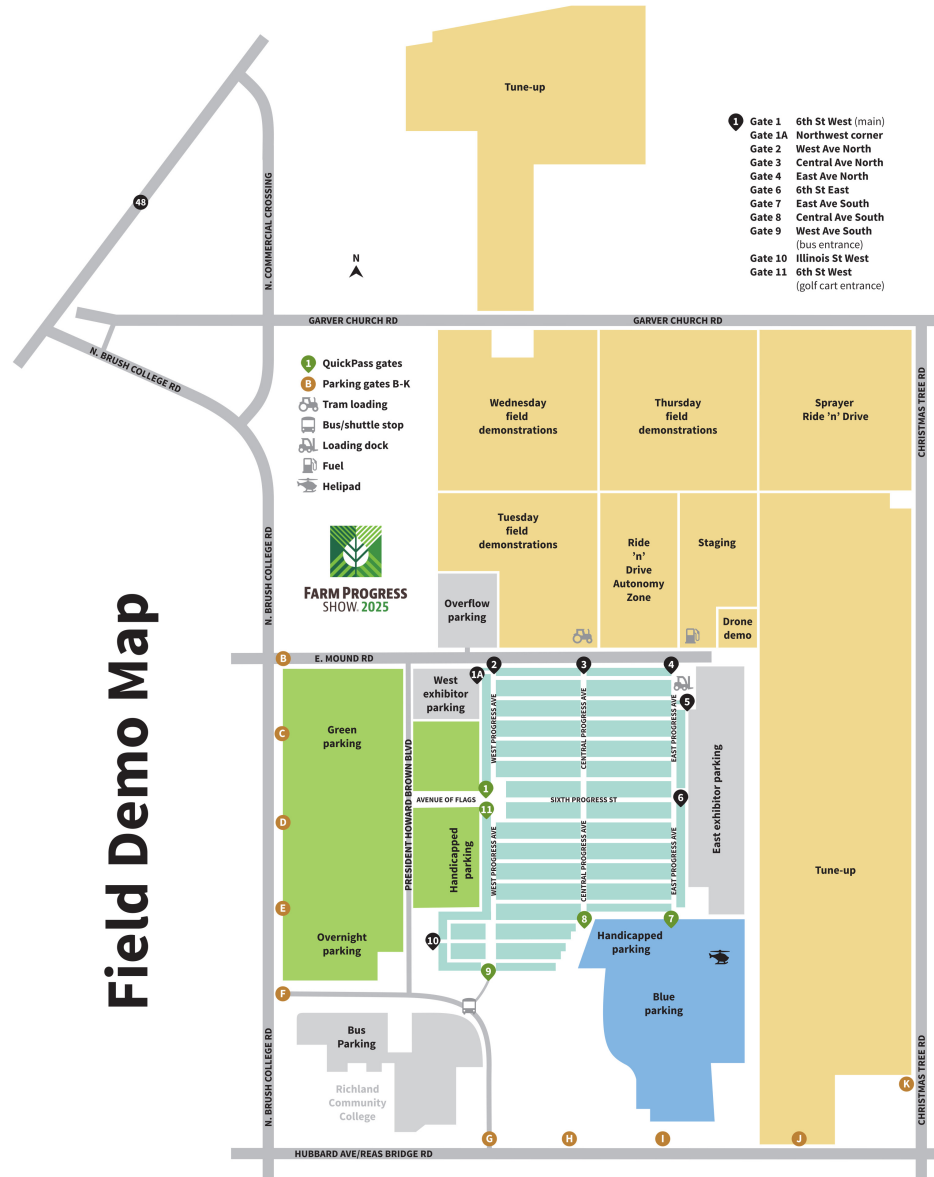 Tune-up
1 Gate 1 6th St West (main)
Gate 1A Northwest corner
Gate 2 West Ave North
Gate 3 Central Ave North
Gate 4 East Ave North
Gate 6 6th St East
Gate 7 East Ave South
Gate 8 Central Ave South
Gate 9 West Ave South
(bus entrance)
Gate 10 Illinois St West
Gate 11 6th St West
(golf cart entrance)
48
N. COMMERCIAL CROSSING
N
GARVER CHURCH RD
GARVER CHURCH RD
N. BRUSH COLLEGE RD
1 QuickPass gates
B Parking gates B-K
Tram loading
Bus/shuttle stop
Loading dock
Fuel
Helipad
Wednesday
field
demonstrations
Thursday
field
demonstrations
Sprayer
Ride ’n’ Drive
CHRISTMAS TREE RD
Tuesday
field
demonstrations
Ride
’n’
Drive
Autonomy
Zone
Staging
Drone
demo
N. BRUSH COLLEGE RD
FARM PROGRESS
SHOW. 2025
Overflow
parking
Field Demo Map
B
E. MOUND RD
1A
2
3
4
5
West
exhibitor
parking
C
Green
parking
PRESIDENT HOWARD BROWN BLVD
WEST PROGRESS AVE
CENTRAL PROGRESS AVE
EAST PROGRESS AVE
East exhibitor parking
1
AVENUE OF FLAGS
11
SIXTH PROGRESS ST
6
D
Handicapped
parking
WEST PROGRESS AVE
CENTRAL PROGRESS AVE
EAST PROGRESS AVE
Tune-up
E
8
7
Overnight
parking
10
Handicapped
parking
9
F
Blue
parking
Bus
Parking
N. BRUSH COLLEGE RD
Richland
Community
College
K
CHRISTMAS TREE RD
G
H
I
J
HUBBARD AVE/REAS BRIDGE RD